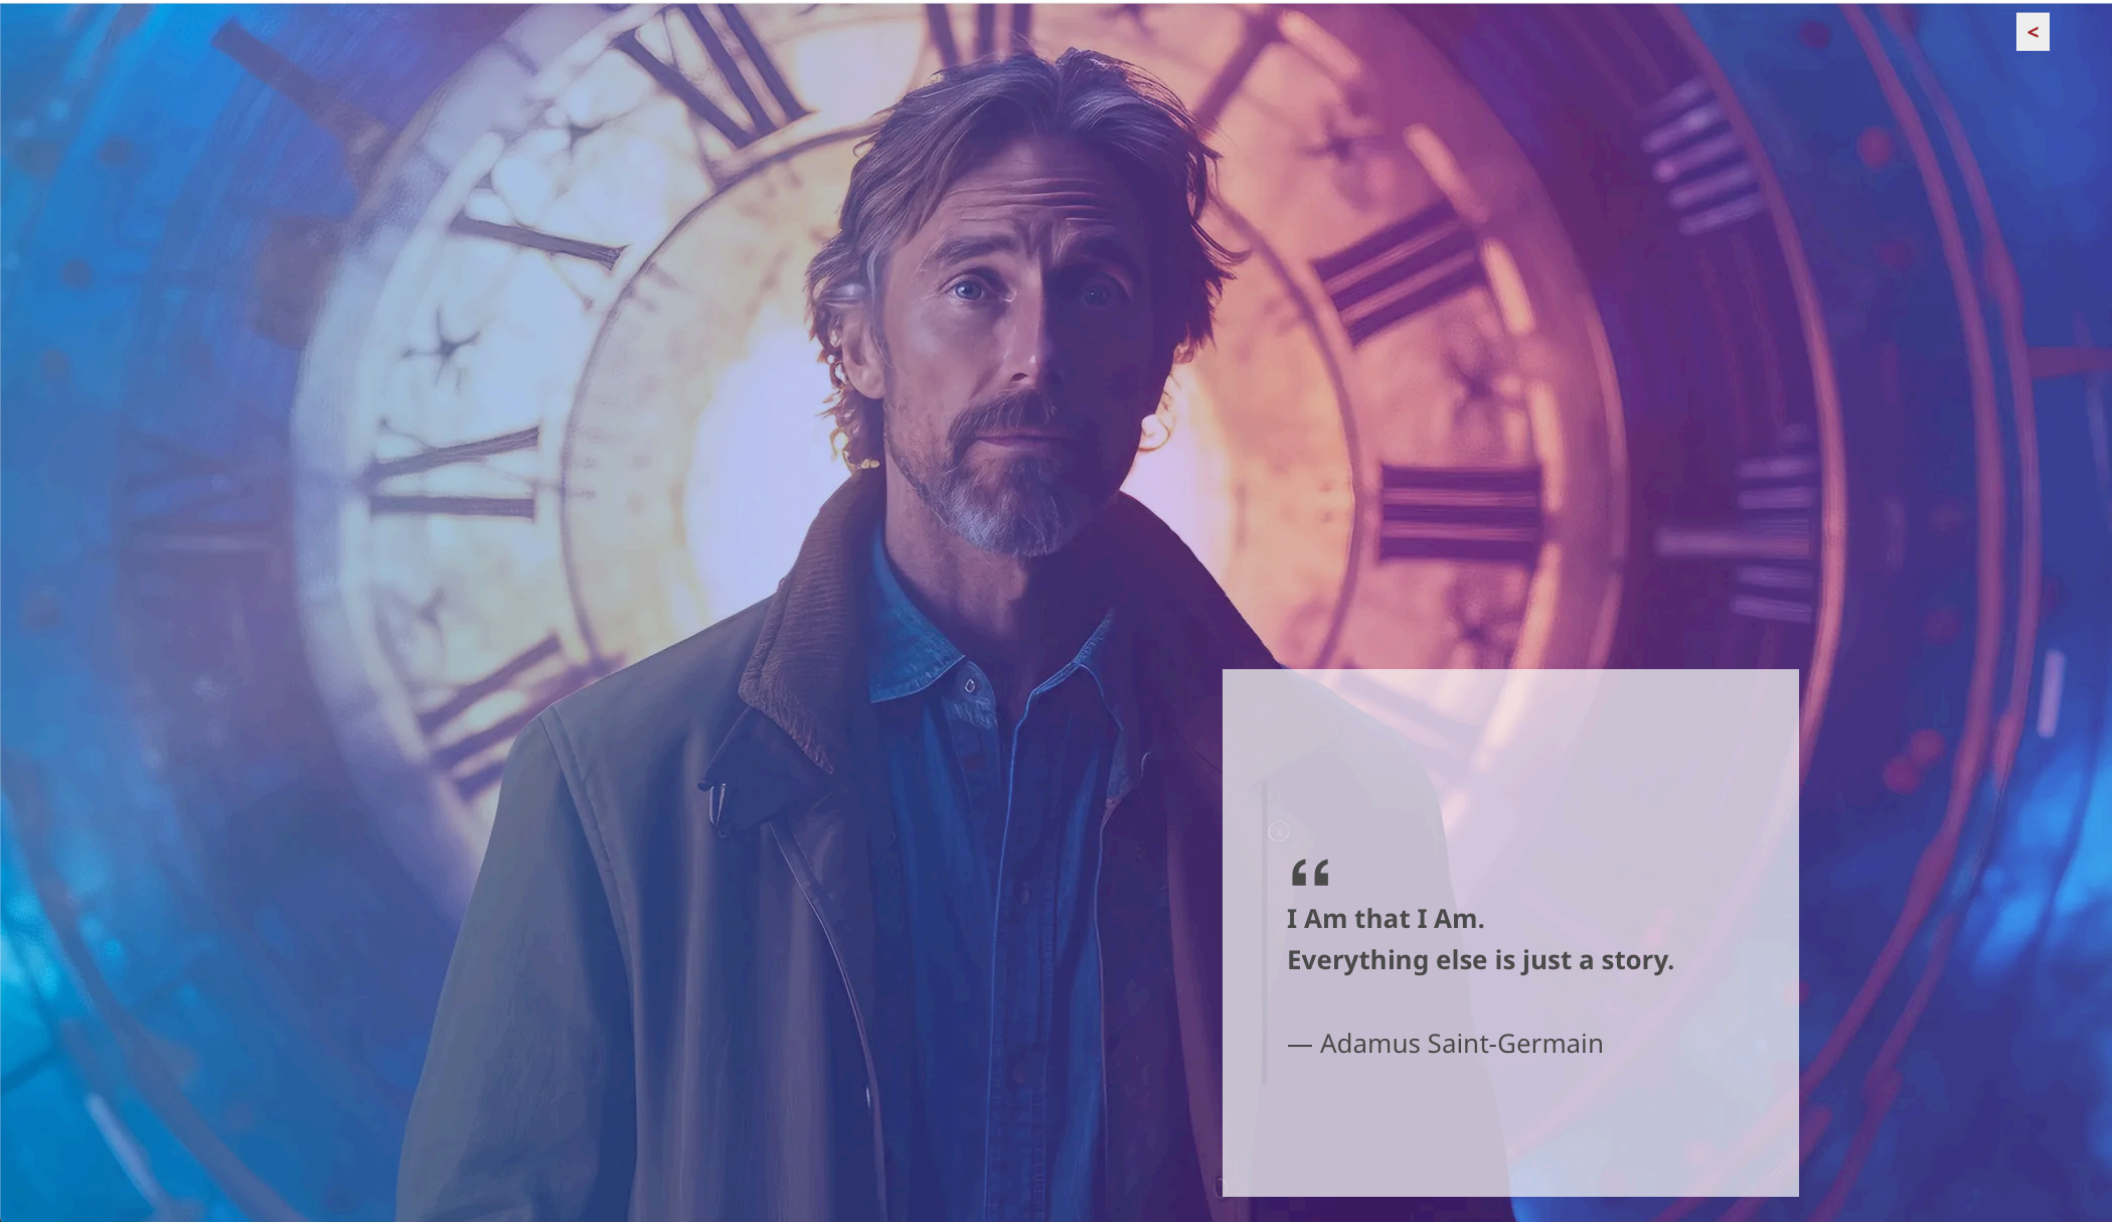 <
“
I Am that I Am.
Everything else is just a story.
— Adamus Saint-Germain